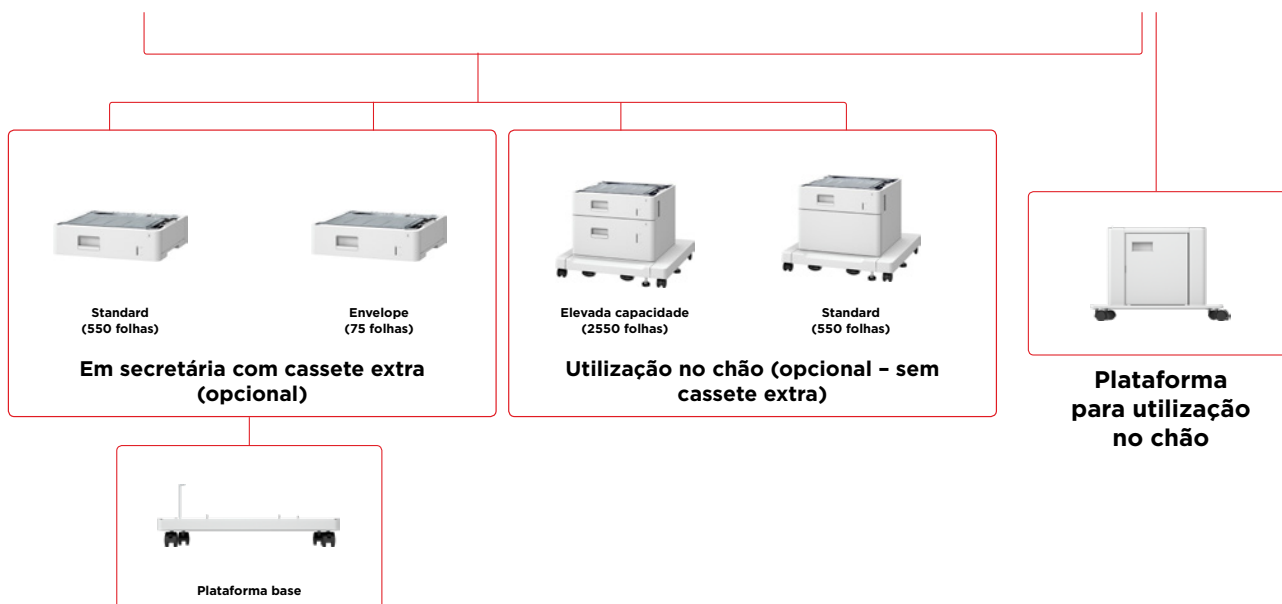 Standard
(550 folhas)
Envelope
(75 folhas)
Em secretária com cassete extra
(opcional)
Elevada capacidade
(2550 folhas)
Standard
(550 folhas)
Utilização no chão (opcional – sem
cassete extra)
Plataforma
para utilização
no chão
Plataforma base